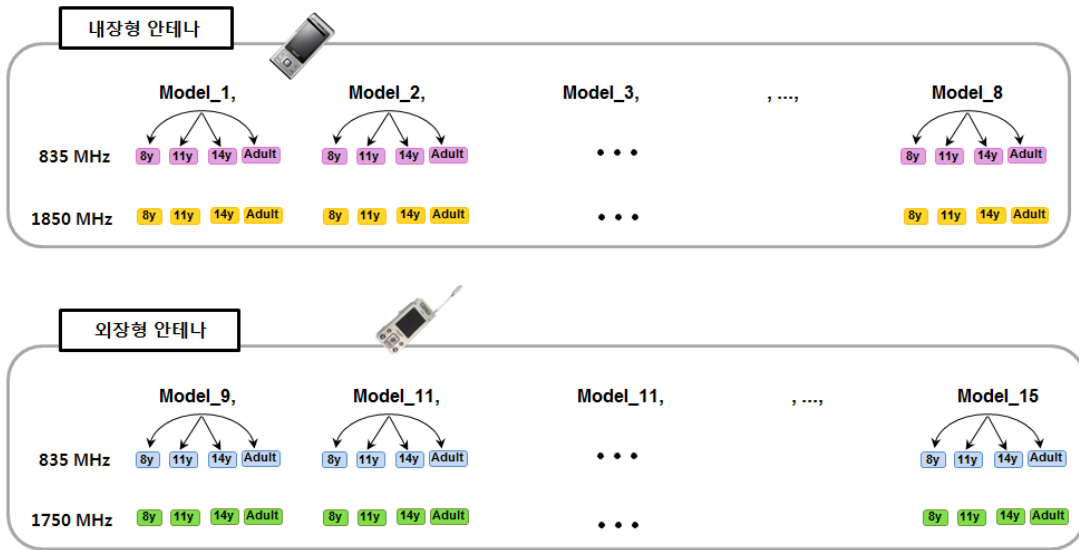 내장형 안테나
Model_1, Model_2, Model_3, , ..., Model_8
835 MHz 8y 11y 14y Adult 8y 11y 14y Adult • • • 8y 11y 14y Adult
1850 MHz 8y 11y 14y Adult 8y 11y 14y Adult • • • 8y 11y 14y Adult
외장형 안테나
Model_9, Model_11, Model_11, , ..., Model_15
835 MHz 8y 11y 14y Adult 8y 11y 14y Adult • • • 8y 11y 14y Adult
1750 MHz 8y 11y 14y Adult 8y 11y 14y Adult • • • 8y 11y 14y Adult